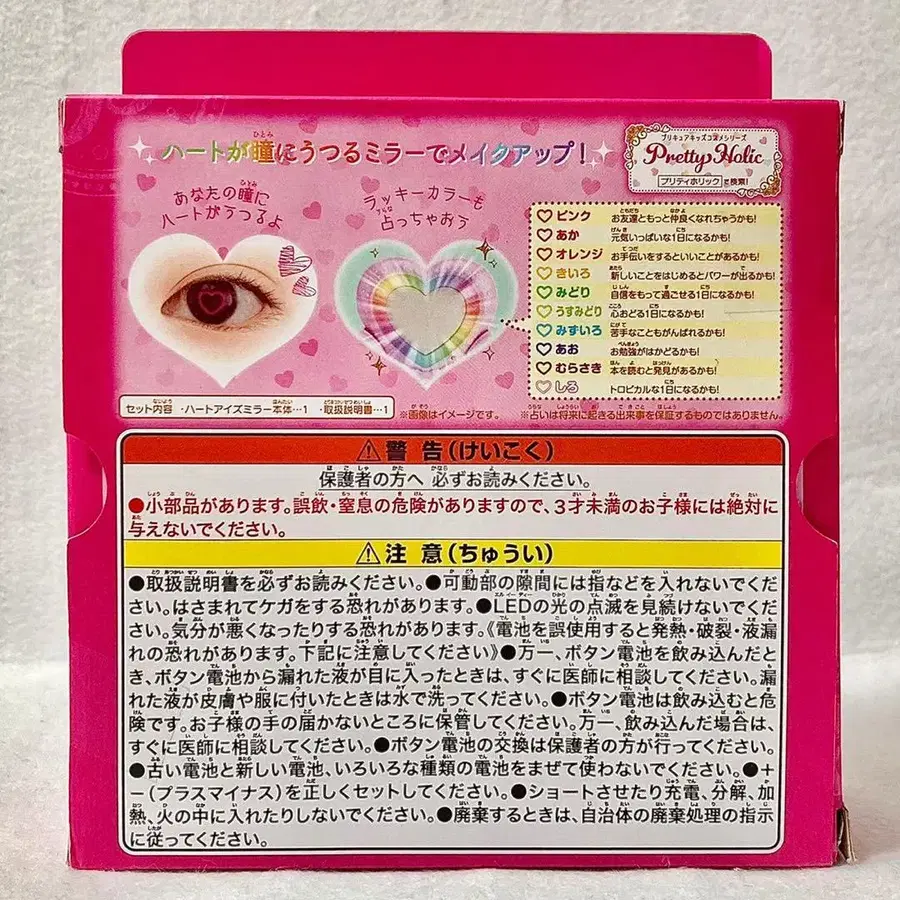 ハートが瞳にうつるミラーでメイクアップ!
プリキュアキッズコスメシリーズ
Pretty Holic
プリティホリック で検索!
あなたの瞳に
ハートがうつるよ
ラッキーカラーも
占っちゃおう
ピンク お友達ともっと仲良くなれちゃうかも!
あか 元気いっぱいな1日になるかも!
オレンジ お手伝いをするといいことがあるかも!
きいろ 新しいことをはじめるとパワーが出るかも!
みどり 自信をもって過ごせる1日になるかも!
うすみどり 心おどる1日になるかも!
みずいろ 苦手なこともがんばれるかも!
あお お勉強がはかどるかも!
むらさき 本を読むと発見があるかも!
しろ トロピカルな1日になるかも!
セット内容 ・ハートアイズミラー本体…1 ・取扱説明書…1
※画像はイメージです。
※占いは将来に起きる出来事を保証するものではありません。
⚠警告(けいこく)
保護者の方へ 必ずお読みください。
●小部品があります。誤飲・窒息の危険がありますので、3才未満のお子様には絶対に
与えないでください。
⚠注意(ちゅうい)
●取扱説明書を必ずお読みください。●可動部の隙間には指などを入れないでくだ
さい。はさまれてケガをする恐れがあります。●LEDの光の点滅を見続けないでくだ
さい。気分が悪くなったりする恐れがあります。《電池を誤使用すると発熱・破裂・液漏
れの恐れがあります。下記に注意してください》●万一、ボタン電池を飲み込んだと
き、ボタン電池から漏れた液が目に入ったときは、すぐに医師に相談してください。漏
れた液が皮膚や服に付いたときは水で洗ってください。●ボタン電池は飲み込むと危
険です。お子様の手の届かないところに保管してください。万一、飲み込んだ場合は、
すぐに医師に相談してください。●ボタン電池の交換は保護者の方が行ってください。
●古い電池と新しい電池、いろいろな種類の電池をまぜて使わないでください。●+
−(プラスマイナス)を正しくセットしてください。●ショートさせたり充電、分解、加
熱、火の中に入れたりしないでください。●廃棄するときは、自治体の廃棄処理の指示
に従ってください。